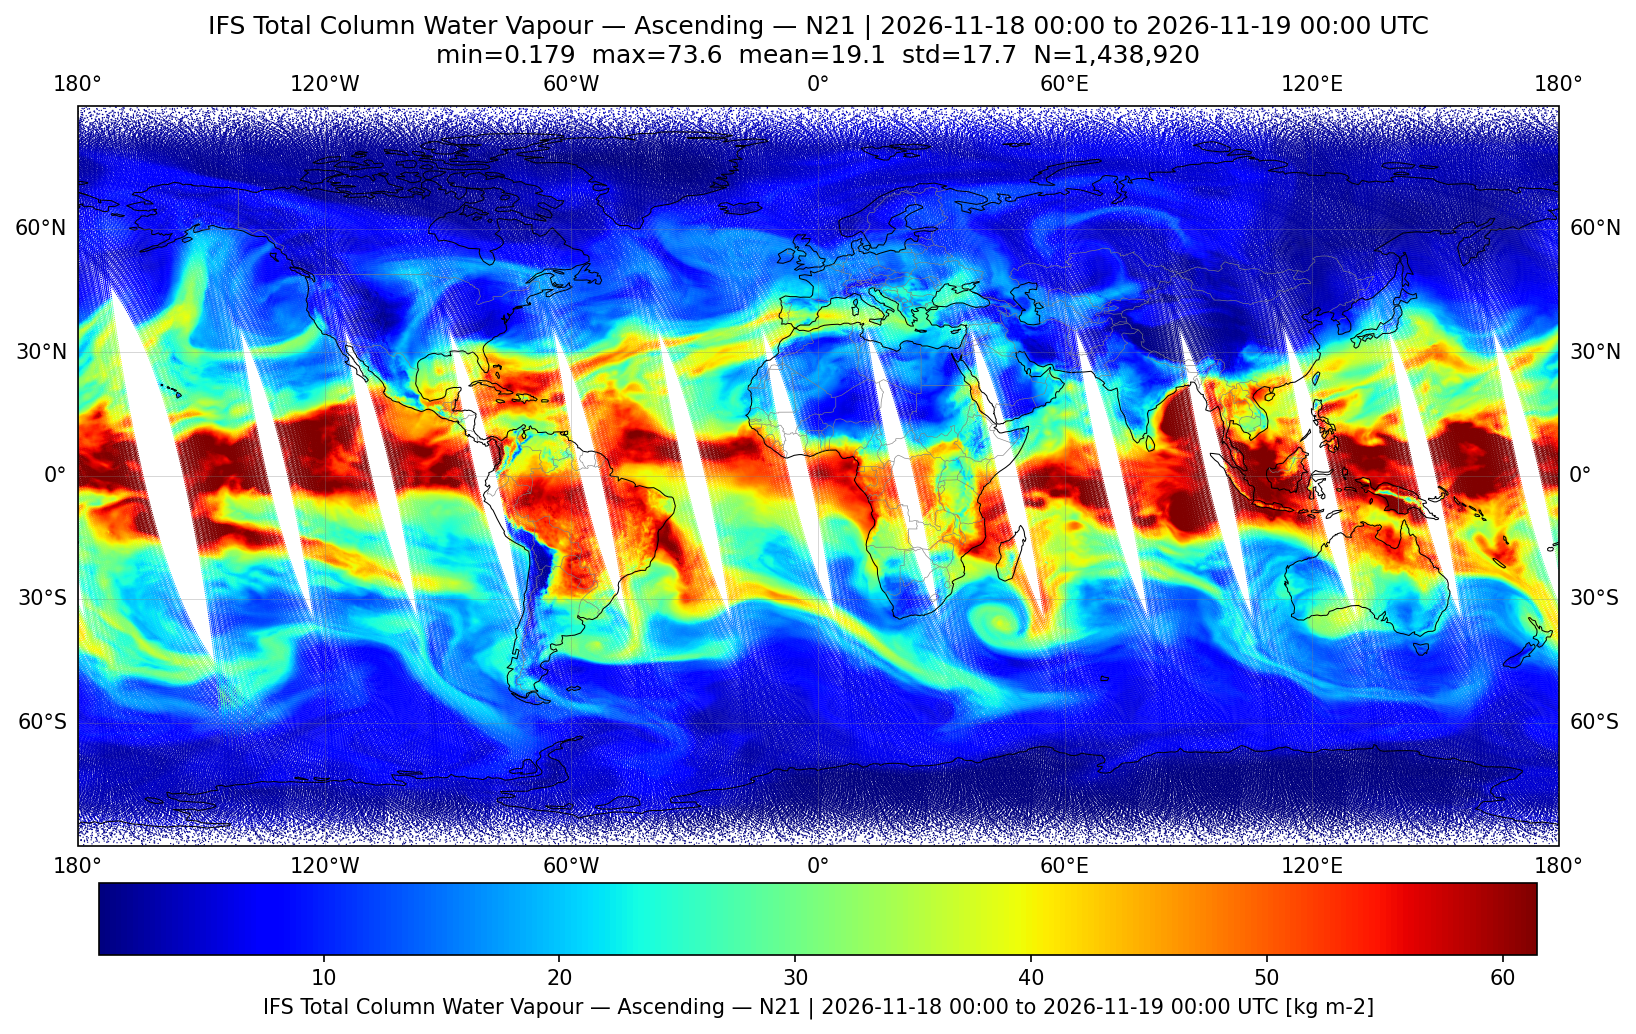 IFS Total Column Water Vapour — Ascending — N21 | 2026-11-18 00:00 to 2026-11-19 00:00 UTC
min=0.179 max=73.6 mean=19.1 std=17.7 N=1,438,920
180° 120°W 60°W 0° 60°E 120°E 180°
60°N 60°N
30°N 30°N
0° 0°
30°S 30°S
60°S 60°S
180° 120°W 60°W 0° 60°E 120°E 180°
10 20 30 40 50 60
IFS Total Column Water Vapour — Ascending — N21 | 2026-11-18 00:00 to 2026-11-19 00:00 UTC [kg m-2]